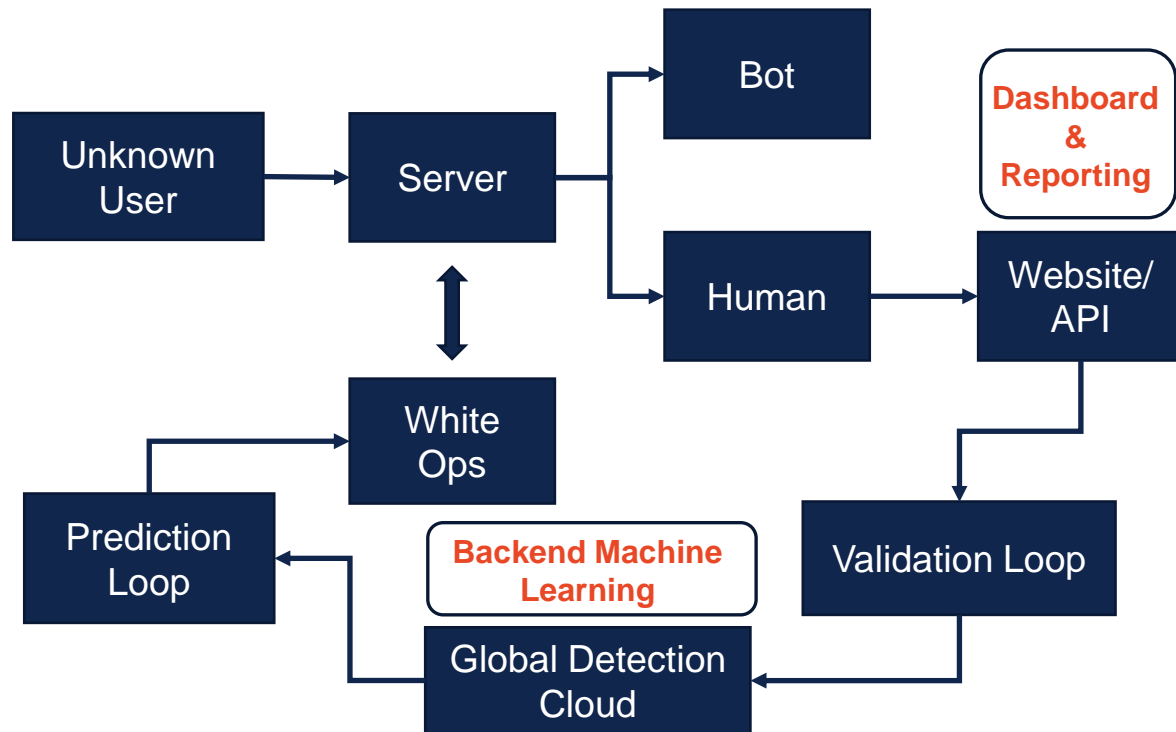 Bot
Dashboard
&
Reporting
Unknown
User
Server
Human
Website/
API
White
Ops
Prediction
Loop
Backend Machine
Learning
Validation Loop
Global Detection
Cloud